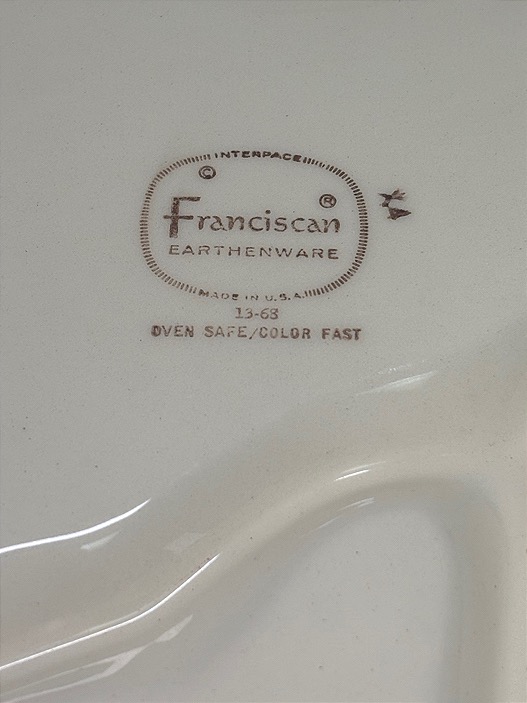 INTERPACE
© ®
Franciscan
EARTHENWARE
MADE IN U.S.A.
13-68
OVEN SAFE/COLOR FAST